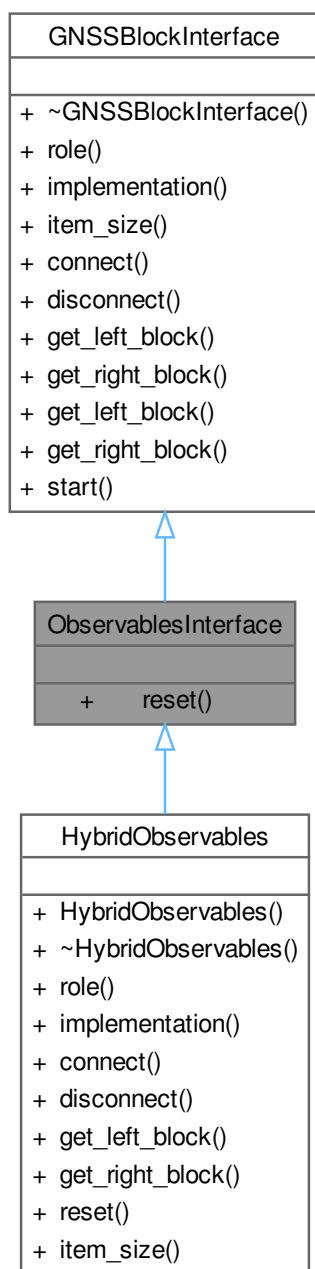 GNSSBlockInterface
+ ~GNSSBlockInterface()
+ role()
+ implementation()
+ item_size()
+ connect()
+ disconnect()
+ get_left_block()
+ get_right_block()
+ get_left_block()
+ get_right_block()
+ start()
ObservablesInterface
+ reset()
HybridObservables
+ HybridObservables()
+ ~HybridObservables()
+ role()
+ implementation()
+ connect()
+ disconnect()
+ get_left_block()
+ get_right_block()
+ reset()
+ item_size()